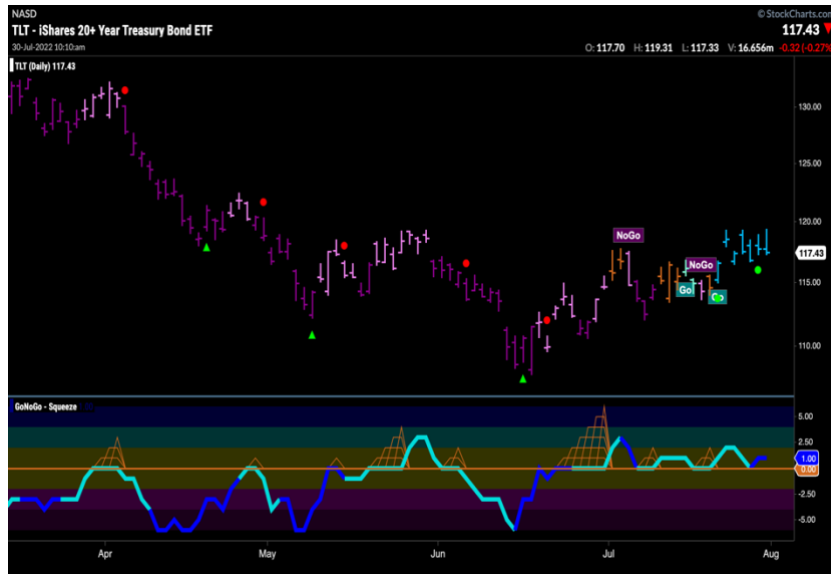 NASD
© StockCharts.com
TLT - iShares 20+ Year Treasury Bond ETF
117.43
30-Jul-2022 10:10am
O: 117.70 H: 119.31 L: 117.33 V: 16.656m -0.32 (-0.27%)
TLT (Daily) 117.43
130.00
125.00
120.00
NoGo
117.43
NoGo
115.00
Go
Go
110.00
GoNoGo - Squeeze
5.00
2.50
1.00
0.00
-2.50
-5.00
Apr May Jun Jul Aug